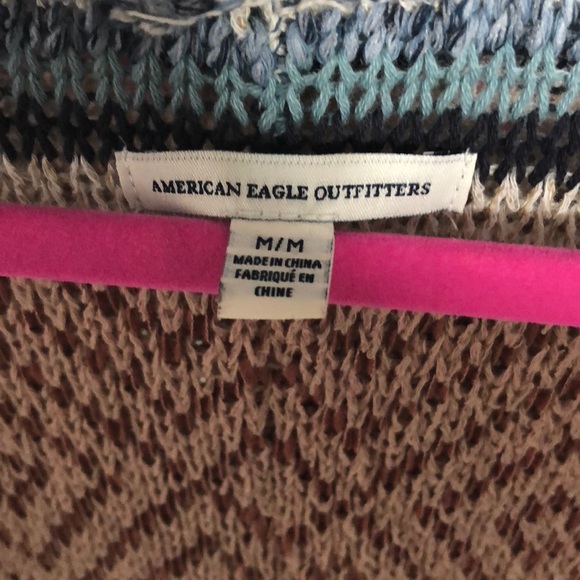 AMERICAN EAGLE OUTFITTERS
M/M
MADE IN CHINA
FABRIQUÉ EN
CHINE